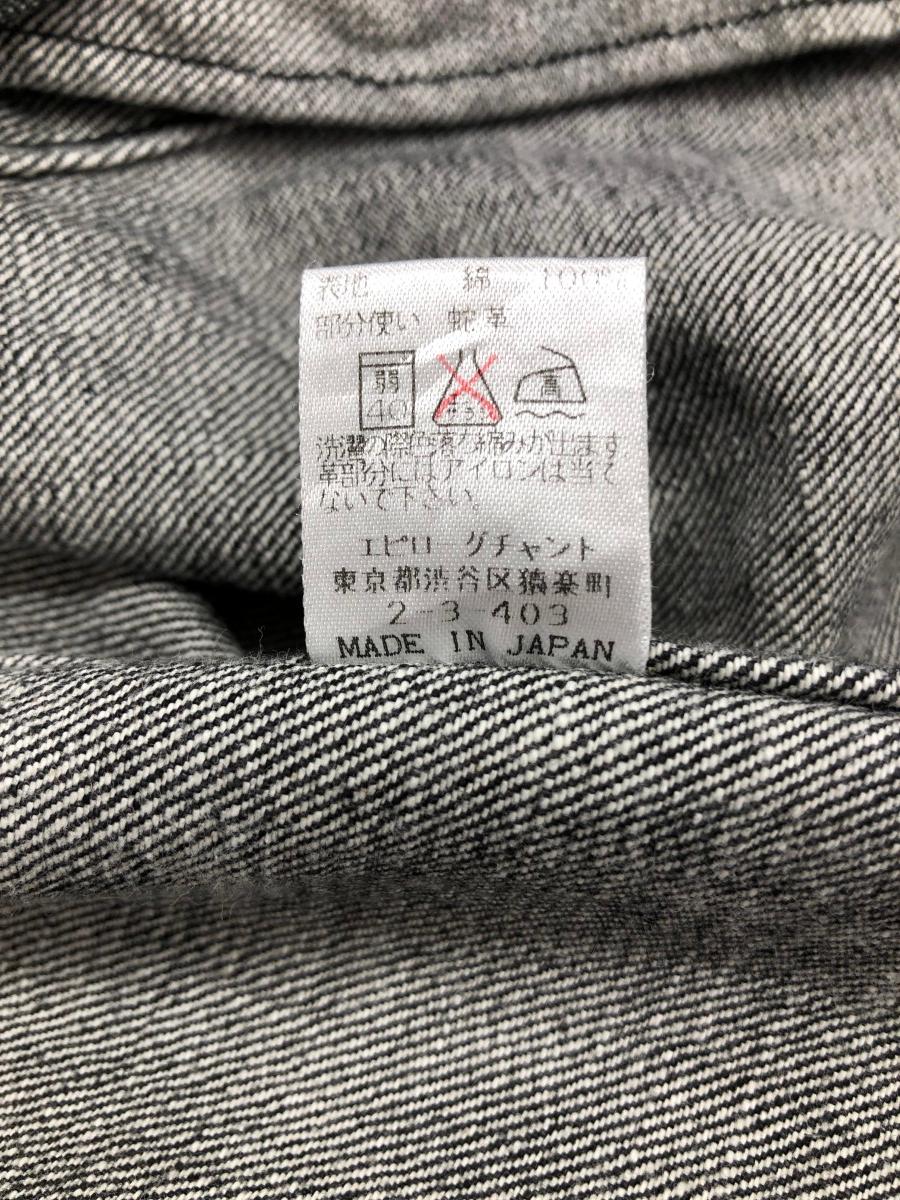 表地 綿 100%
部分使い 蛇革
弱
40
高
洗濯の際色落ち縮みが出ます
革部分にはアイロンは当て
ないで下さい。
エピローグチャント
東京都渋谷区猿楽町
2-3-403
MADE IN JAPAN